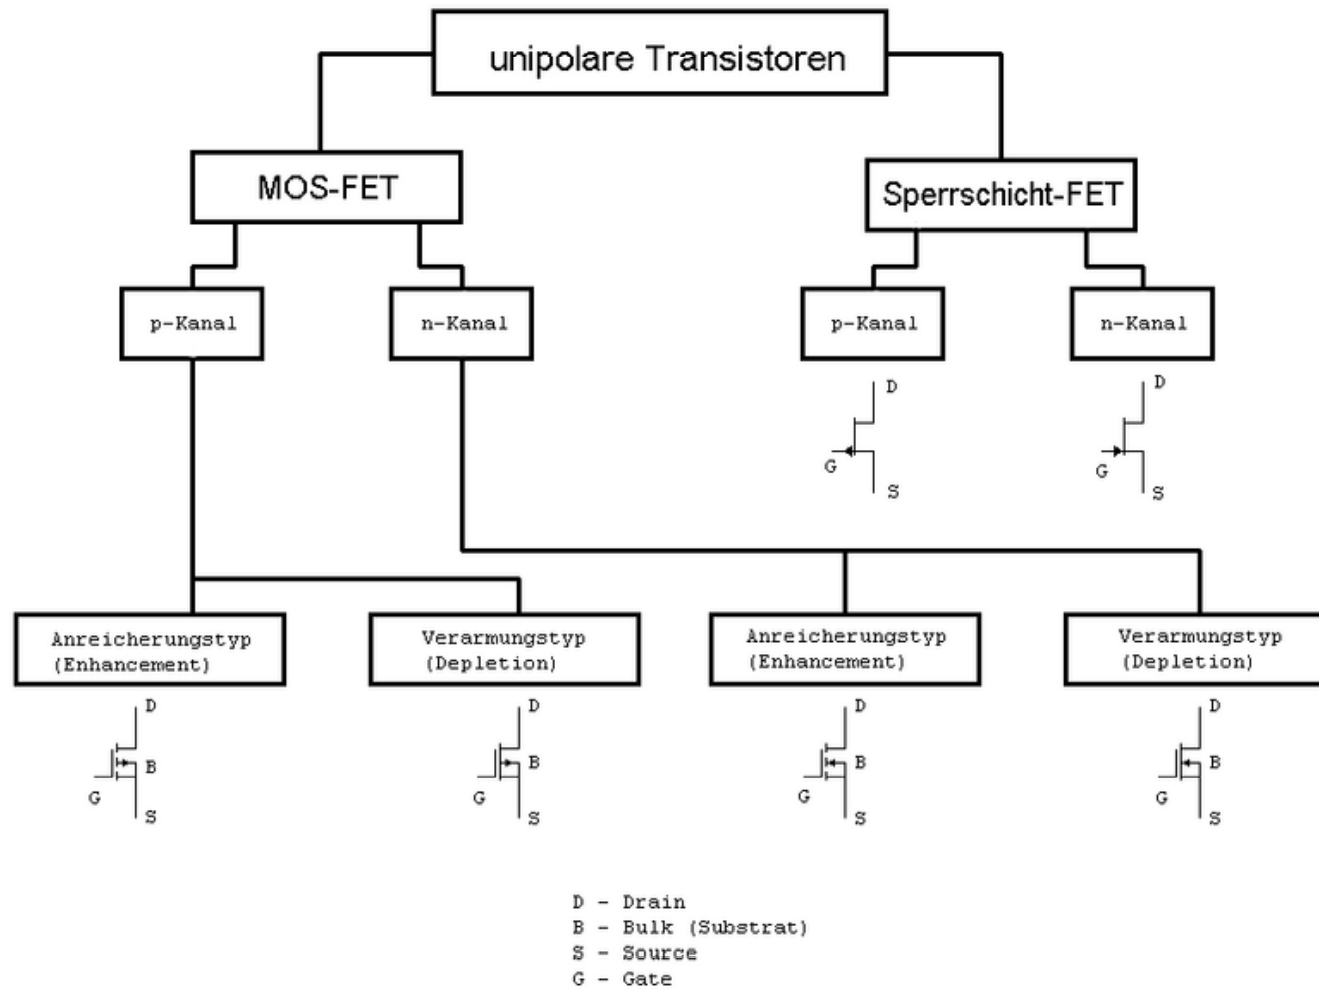 unipolare Transistoren
MOS-FET
Sperrschicht-FET
p-Kanal
n-Kanal
p-Kanal
n-Kanal
D
G
S
D
G
S
Anreicherungstyp
(Enhancement)
Verarmungstyp
(Depletion)
Anreicherungstyp
(Enhancement)
Verarmungstyp
(Depletion)
D
B
G
S
D
B
G
S
D
B
G
S
D
B
G
S
D - Drain
B - Bulk (Substrat)
S - Source
G - Gate